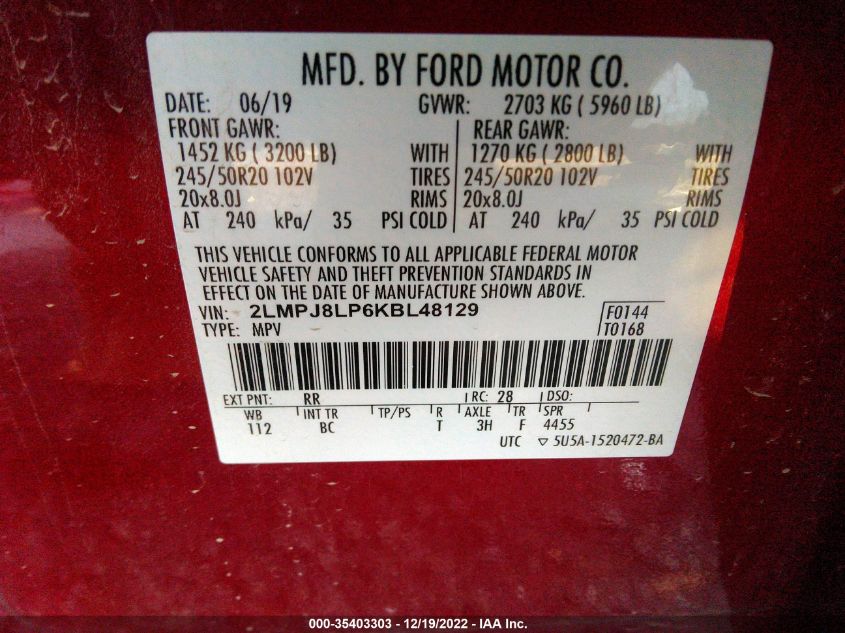 MFD. BY FORD MOTOR CO.
DATE: 06/19 GVWR: 2703 KG ( 5960 LB)
FRONT GAWR: REAR GAWR:
1452 KG ( 3200 LB) WITH 1270 KG ( 2800 LB) WITH
245/50R20 102V TIRES 245/50R20 102V TIRES
20x8.0J RIMS 20x8.0J RIMS
AT 240 kPa/ 35 PSI COLD AT 240 kPa/ 35 PSI COLD
THIS VEHICLE CONFORMS TO ALL APPLICABLE FEDERAL MOTOR
VEHICLE SAFETY AND THEFT PREVENTION STANDARDS IN
EFFECT ON THE DATE OF MANUFACTURE SHOWN ABOVE.
VIN: 2LMPJ8LP6KBL48129 F0144
TYPE: MPV T0168
EXT PNT: RR RC: 28 DSO:
WB INT TR TP/PS R AXLE TR SPR
112 BC T 3H F 4455
UTC ▽ 5U5A-1520472-BA
000-35403303 - 12/19/2022 - IAA Inc.